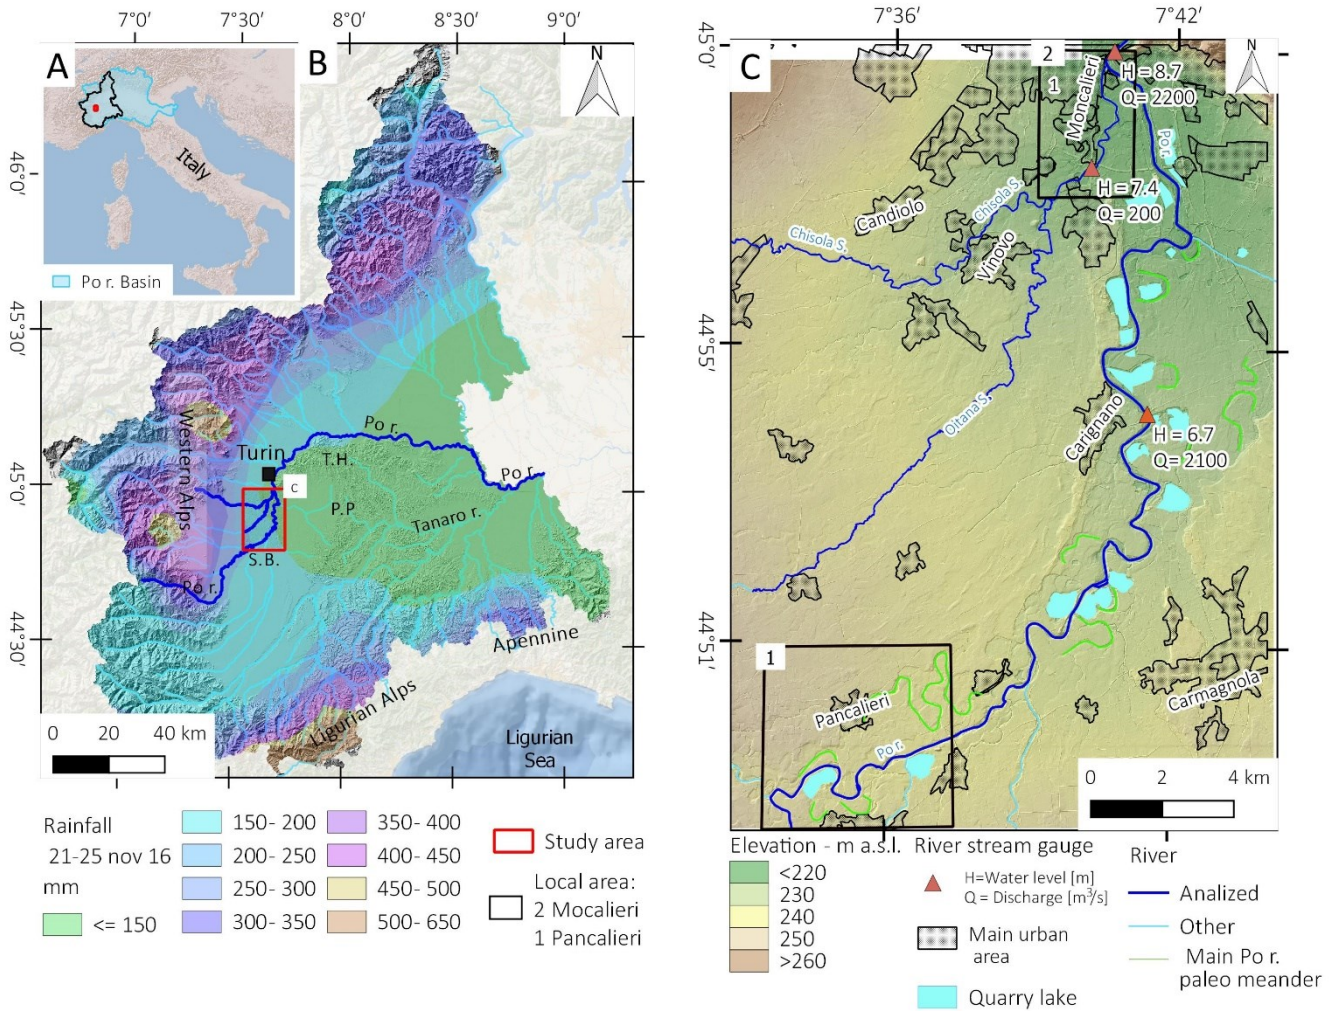 7°0′ 7°30′ 8°0′ 8°30′ 9°0′
A
Italy
Po r. Basin
B
N
46°0′
45°30′
45°0′
44°30′
Western Alps
Turin
Po r.
T.H.
c
P.P
Tanaro r.
Po r.
S.B.
Po r.
Apennine
Ligurian Alps
Ligurian
Sea
0 20 40 km
Rainfall
21-25 nov 16
mm
<= 150
150- 200
200- 250
250- 300
300- 350
350- 400
400- 450
450- 500
500- 650
Study area
Local area:
2 Mocalieri
1 Pancalieri
7°36′ 7°42′
C
N
45°0′
44°55′
44°51′
2
1
Moncalieri
H = 8.7
Q= 2200
Po r.
H = 7.4
Q= 200
Candiolo
Chisola S.
Chisola S.
Vinovo
Oitana S.
Carignano
H = 6.7
Q= 2100
1
Pancalieri
Po r.
Carmagnola
0 2 4 km
Elevation - m a.s.l.
<220
230
240
250
>260
River stream gauge
H=Water level [m]
Q = Discharge [m³/s]
Main urban
area
Quarry lake
River
Analized
Other
Main Po r.
paleo meander